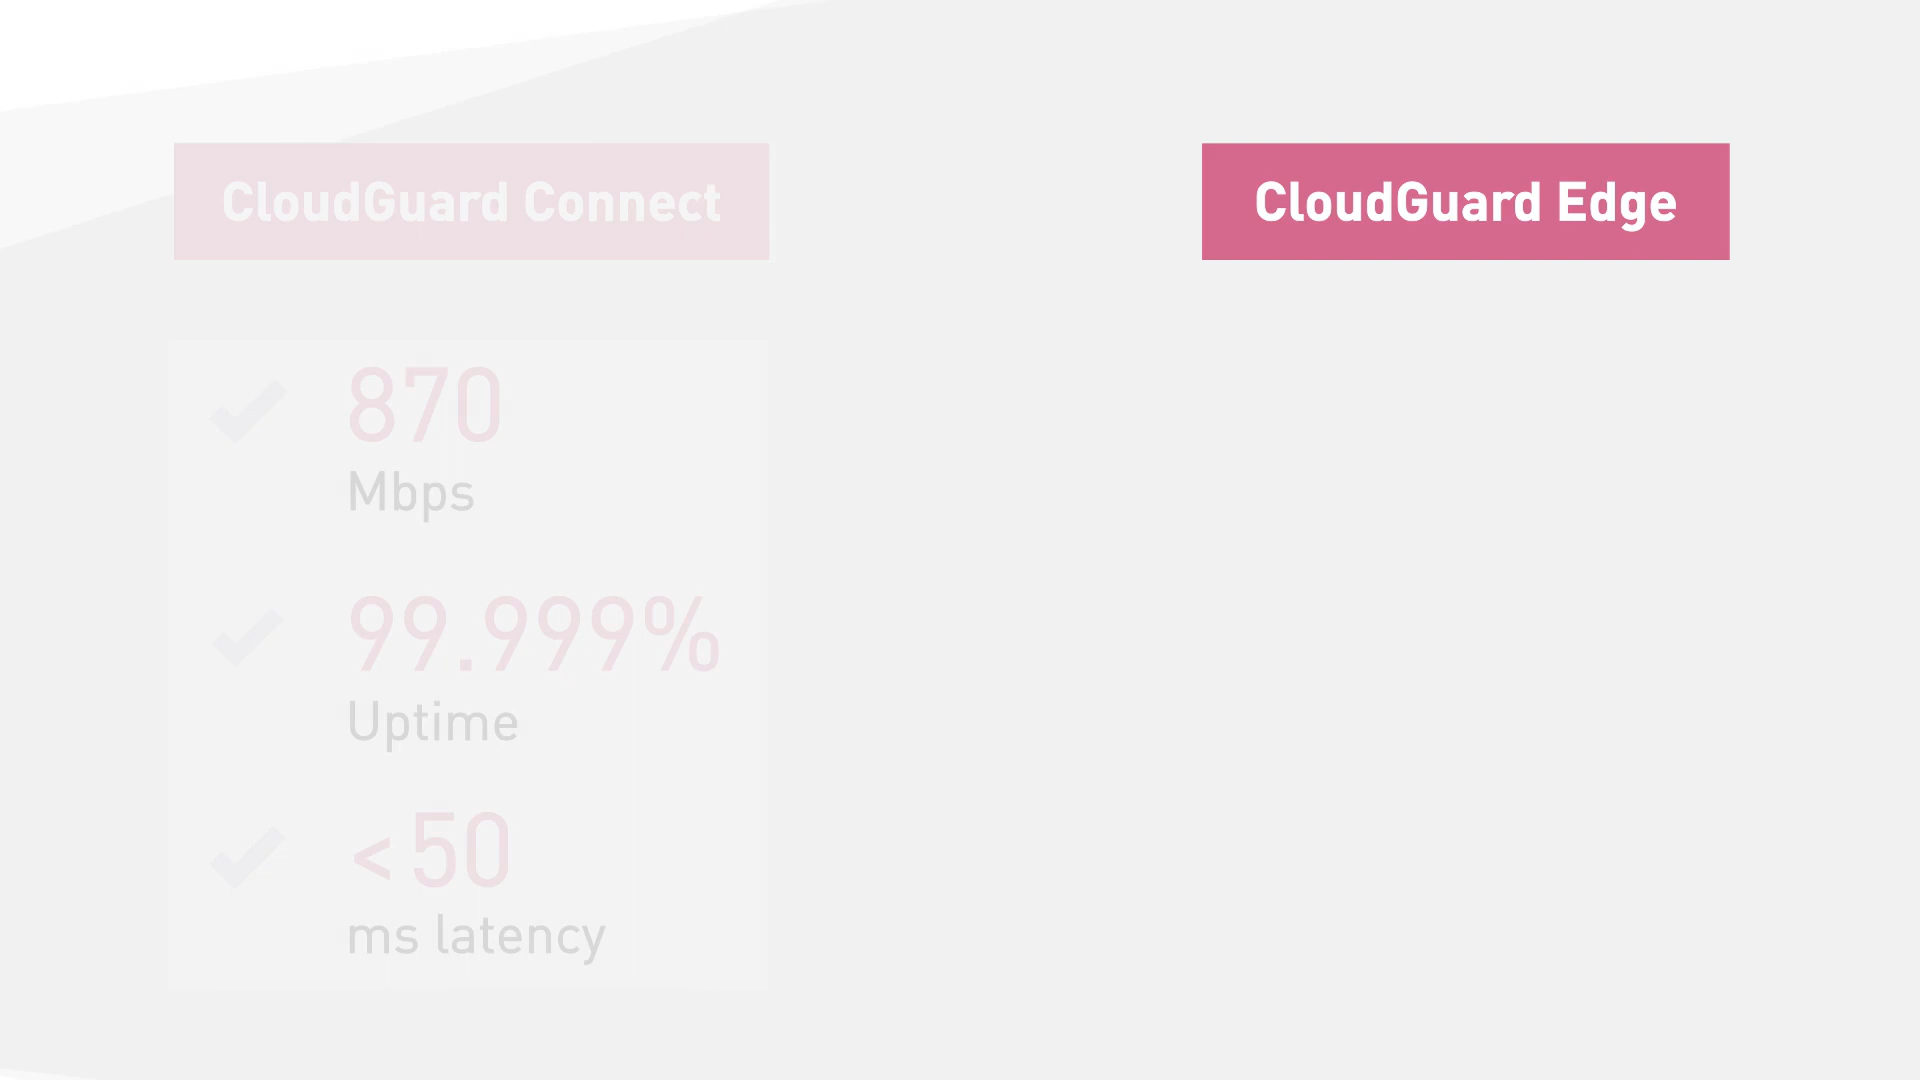 CloudGuard Connect
CloudGuard Edge
870
Mbps
99.999%
Uptime
<50
ms latency